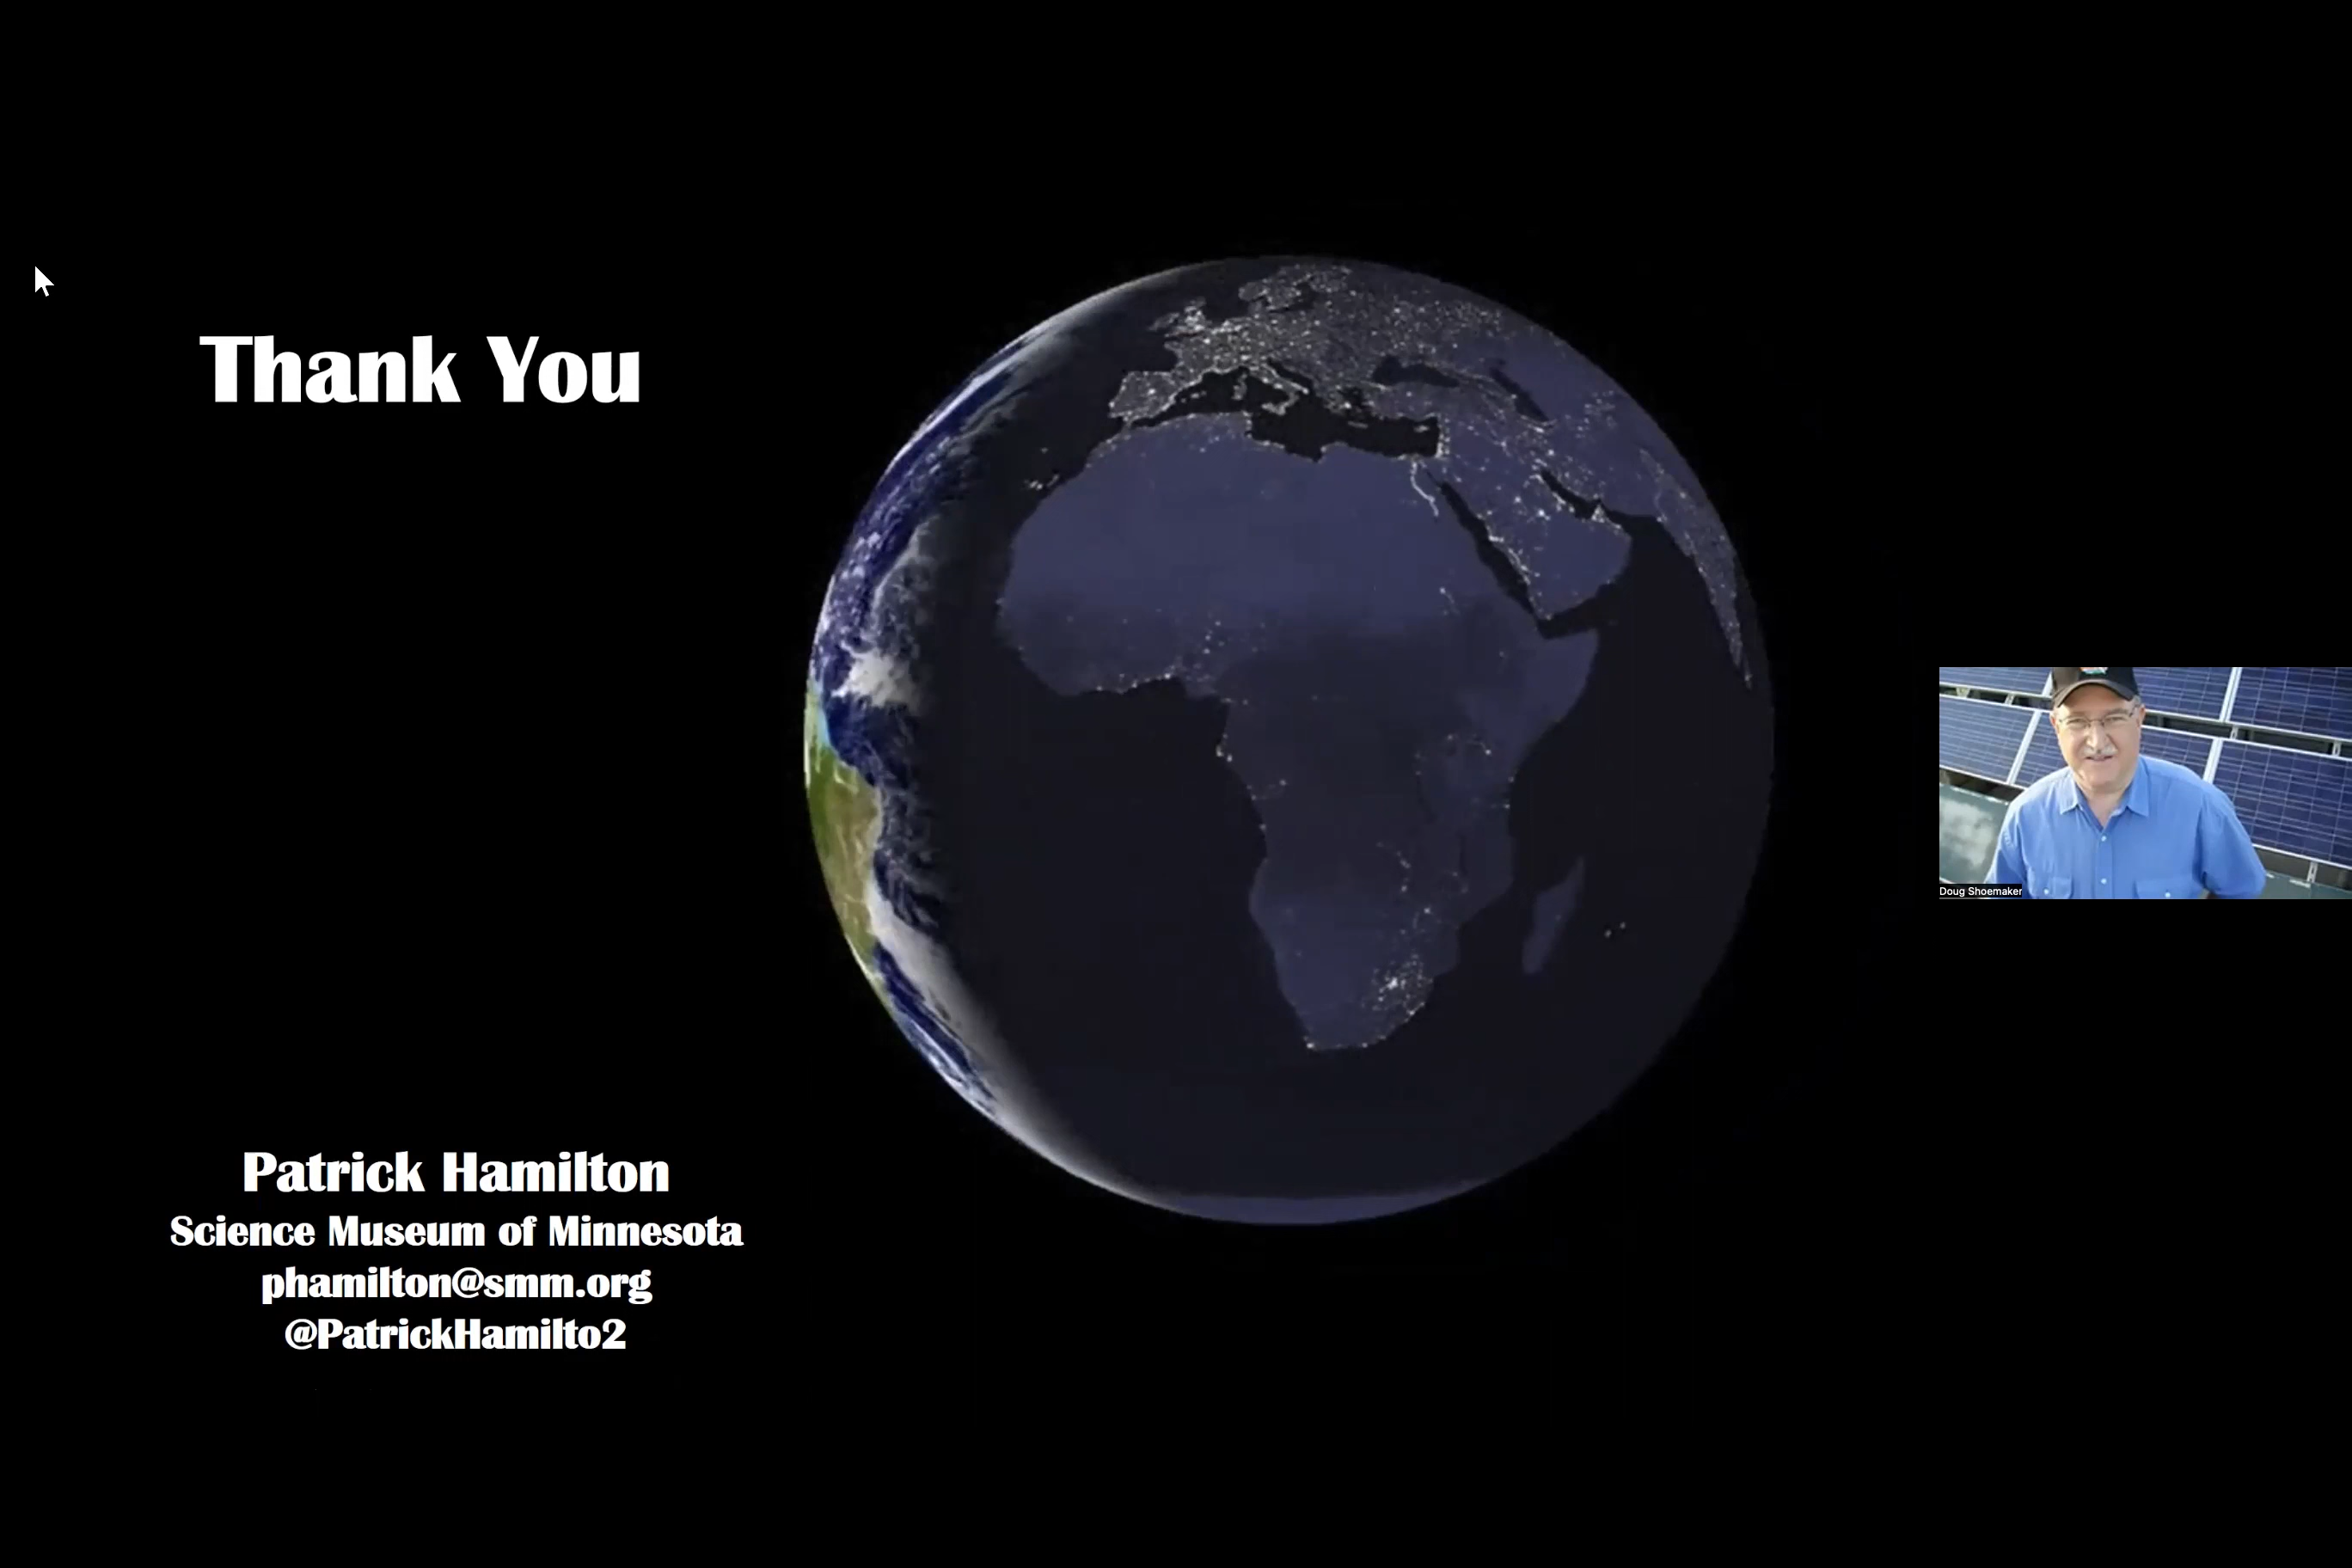 Thank You
Doug Shoemaker
Patrick Hamilton
Science Museum of Minnesota
phamilton@smm.org
@PatrickHamilto2